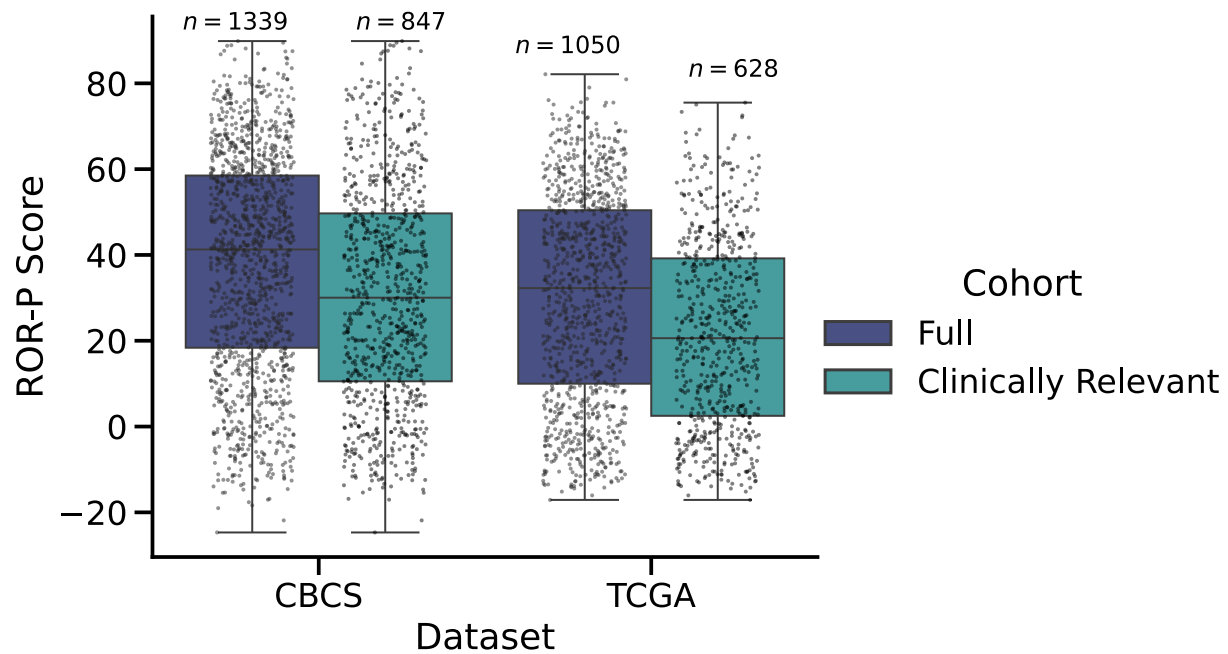 n = 1339
n = 847
n = 1050
n = 628
80
60
40
20
0
−20
ROR-P Score
CBCS
TCGA
Dataset
Cohort
Full
Clinically Relevant